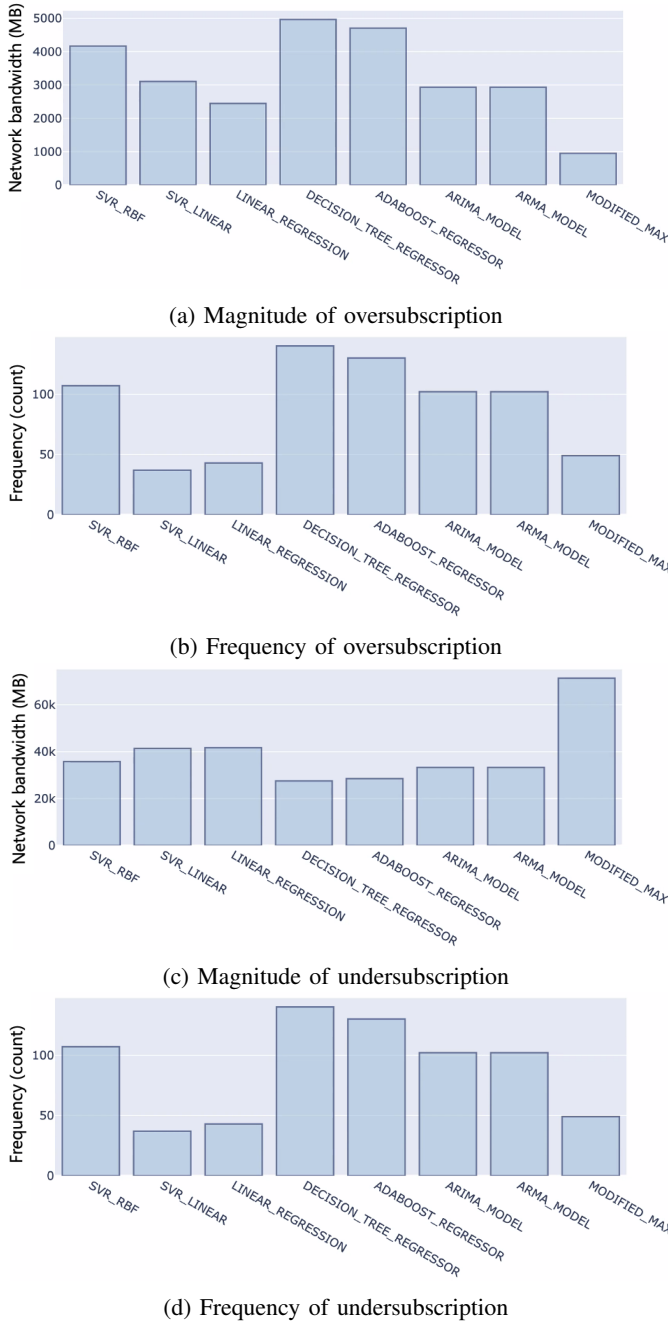 Network bandwidth (MB)
5000
4000
3000
2000
1000
0
SVR_RBF
SVR_LINEAR
LINEAR_REGRESSION
DECISION_TREE_REGRESSOR
ADABOOST_REGRESSOR
ARIMA_MODEL
ARMA_MODEL
MODIFIED_MAX
(a) Magnitude of oversubscription
Frequency (count)
100
50
0
SVR_RBF
SVR_LINEAR
LINEAR_REGRESSION
DECISION_TREE_REGRESSOR
ADABOOST_REGRESSOR
ARIMA_MODEL
ARMA_MODEL
MODIFIED_MAX
(b) Frequency of oversubscription
Network bandwidth (MB)
60k
40k
20k
0
SVR_RBF
SVR_LINEAR
LINEAR_REGRESSION
DECISION_TREE_REGRESSOR
ADABOOST_REGRESSOR
ARIMA_MODEL
ARMA_MODEL
MODIFIED_MAX
(c) Magnitude of undersubscription
Frequency (count)
100
50
0
SVR_RBF
SVR_LINEAR
LINEAR_REGRESSION
DECISION_TREE_REGRESSOR
ADABOOST_REGRESSOR
ARIMA_MODEL
ARMA_MODEL
MODIFIED_MAX
(d) Frequency of undersubscription